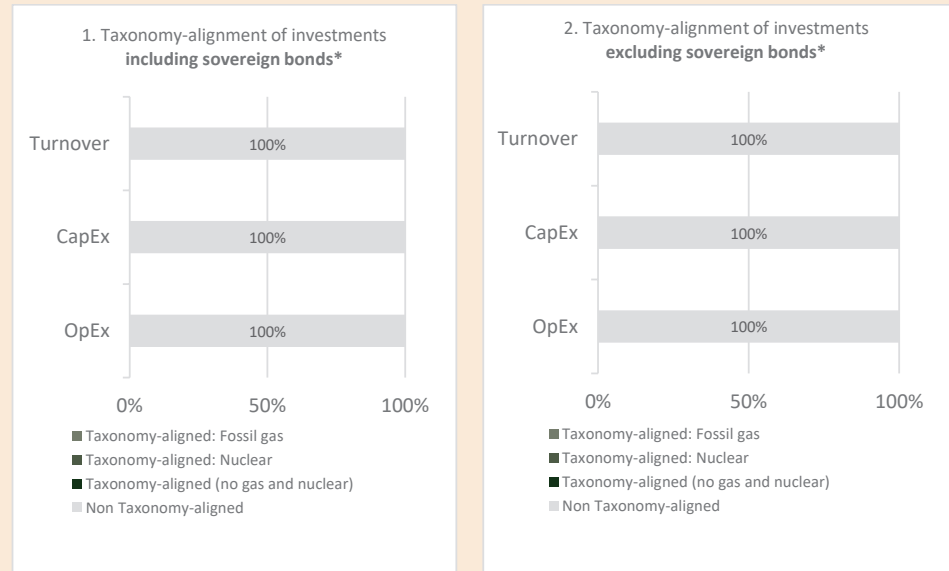 1. Taxonomy-alignment of investments
including sovereign bonds*
Turnover
100%
CapEx
100%
OpEx
100%
0%
50%
100%
Taxonomy-aligned: Fossil gas
Taxonomy-aligned: Nuclear
Taxonomy-aligned (no gas and nuclear)
Non Taxonomy-aligned
2. Taxonomy-alignment of investments
excluding sovereign bonds*
Turnover
100%
CapEx
100%
OpEx
100%
0%
50%
100%
Taxonomy-aligned: Fossil gas
Taxonomy-aligned: Nuclear
Taxonomy-aligned (no gas and nuclear)
Non Taxonomy-aligned